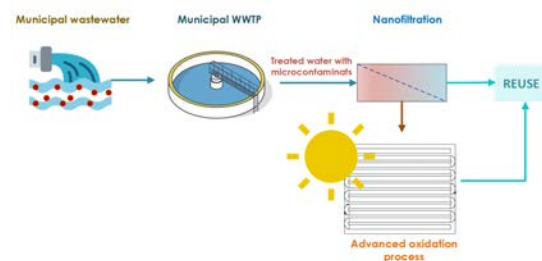 Municipal wastewater
Municipal WWTP
Nanofiltration
Treated water with
microcontaminats
REUSE
Advanced oxidation
process